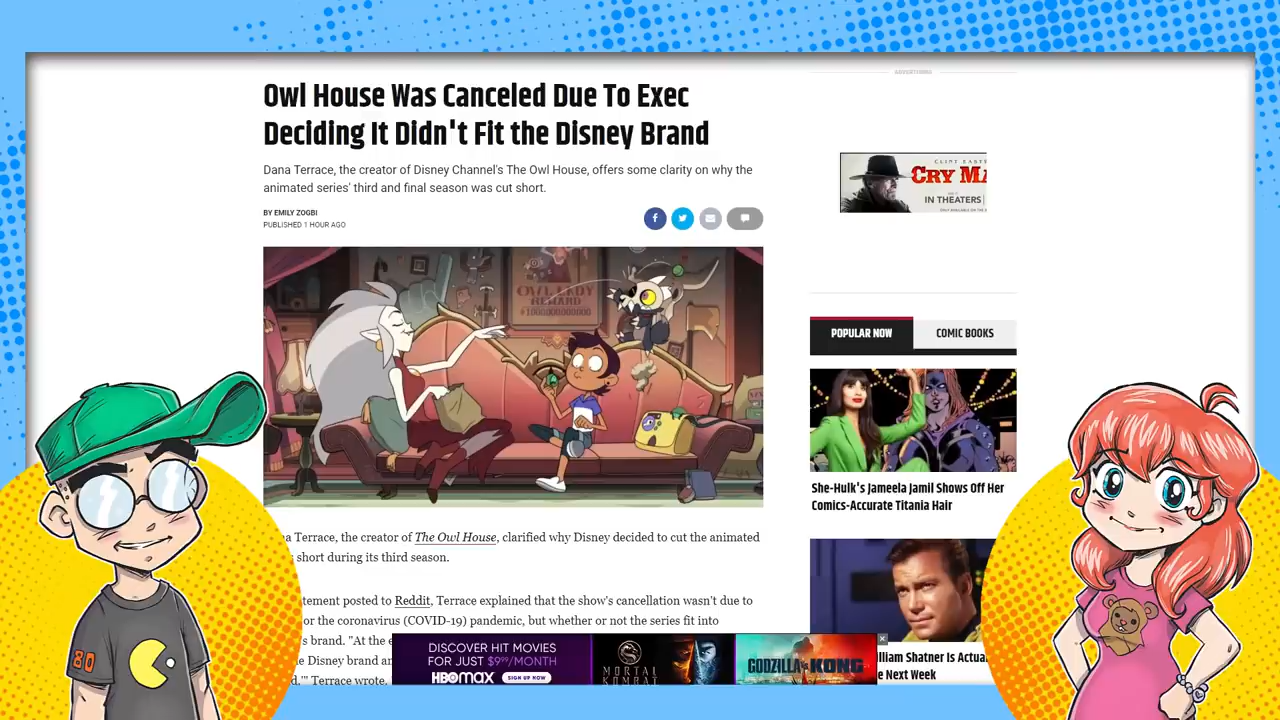 ADVERTISING
Owl House Was Canceled Due To Exec
Deciding It Didn't Fit the Disney Brand
Dana Terrace, the creator of Disney Channel's The Owl House, offers some clarity on why the
animated series' third and final season was cut short.
BY EMILY ZOGBI
PUBLISHED 1 HOUR AGO
CLINT EAST
CRY MA
IN THEATERS
OWL LADY
REWARD
POPULAR NOW
COMIC BOOKS
She-Hulk's Jameela Jamil Shows Off Her
Comics-Accurate Titania Hair
Terrace, the creator of The Owl House, clarified why Disney decided to cut the animated
short during its third season.
tement posted to Reddit, Terrace explained that the show's cancellation wasn't due to
or the coronavirus (COVID-19) pandemic, but whether or not the series fit into
's brand. "At the e
e Disney brand an
d.'" Terrace wrote.
DISCOVER HIT MOVIES
FOR JUST $9.99/MONTH
HBOMAX SIGN UP NOW
MORTAL
KOMBAT
GODZILLA VS KONG
lliam Shatner Is Actua
e Next Week
80